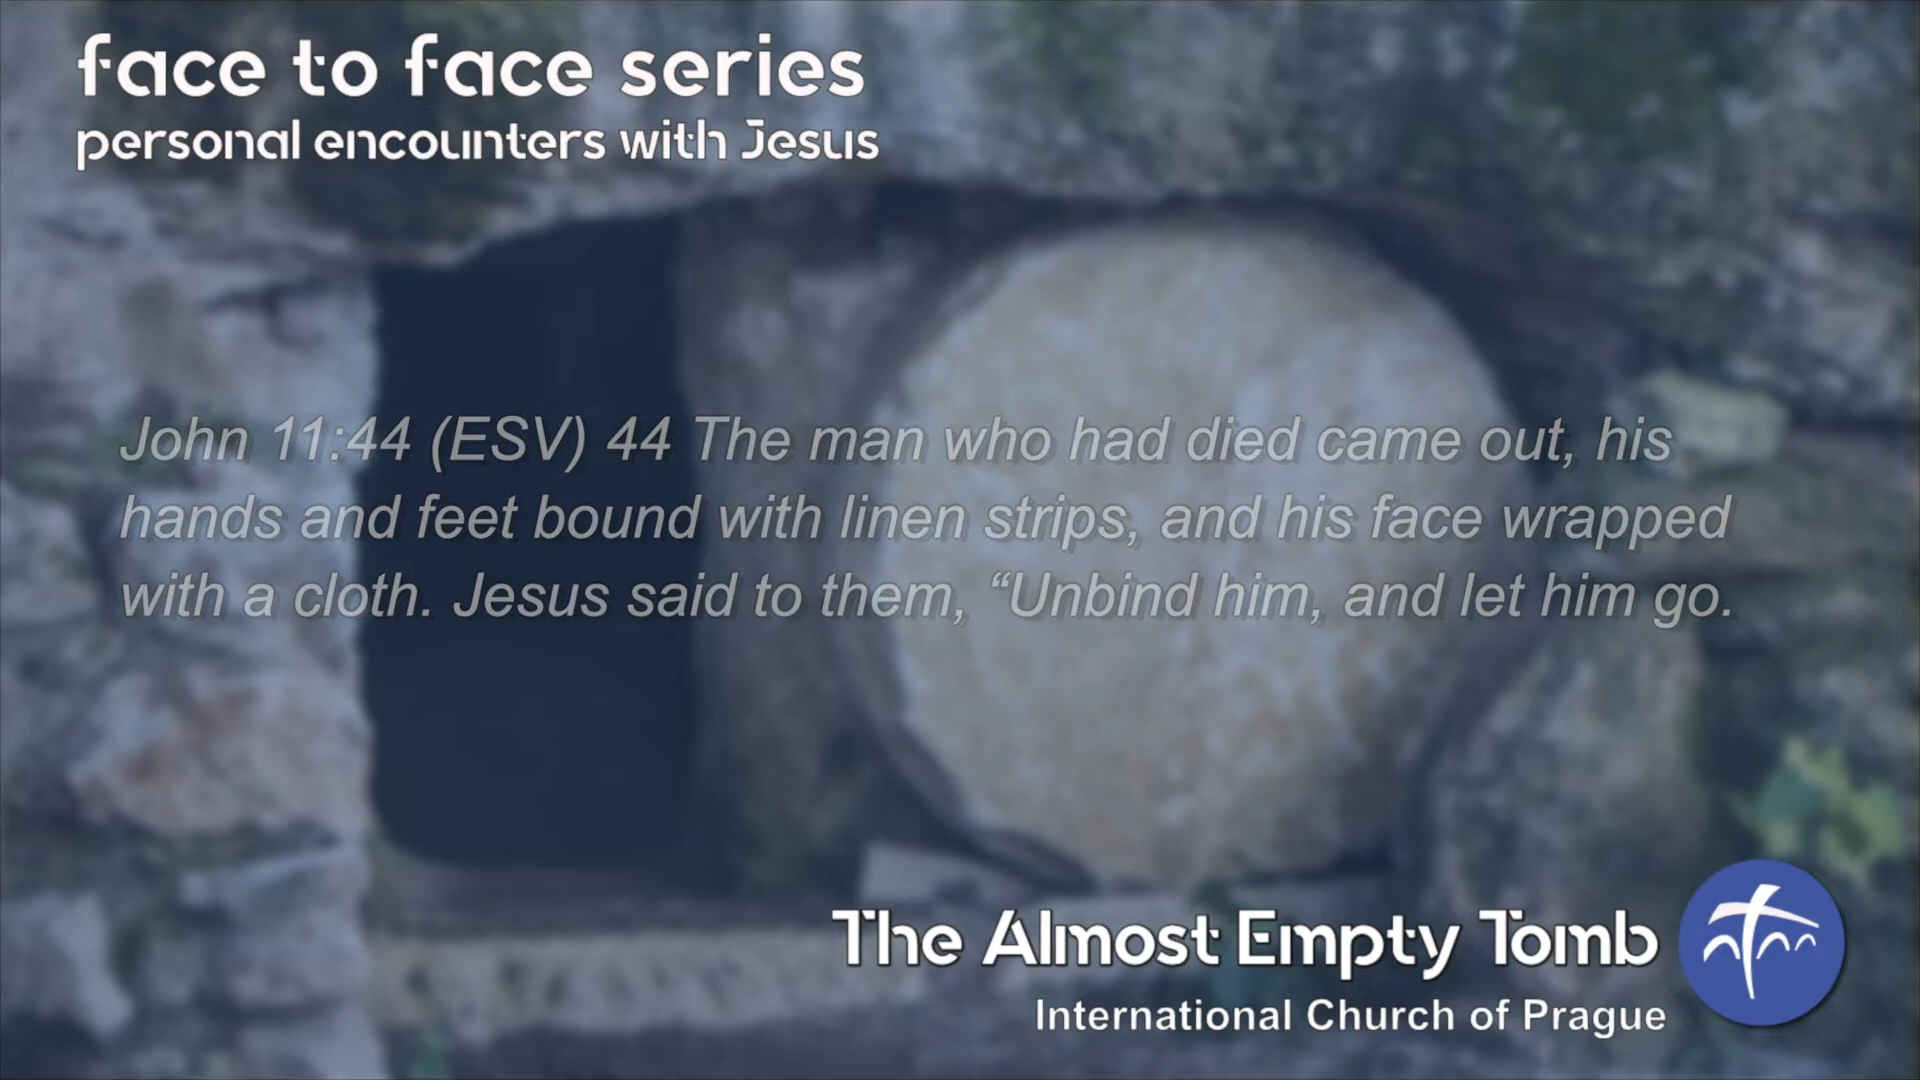 face to face series
personal encounters with Jesus
John 11:44 (ESV) 44 The man who had died came out, his
hands and feet bound with linen strips, and his face wrapped
with a cloth. Jesus said to them, “Unbind him, and let him go.
The Almost Empty Tomb
International Church of Prague